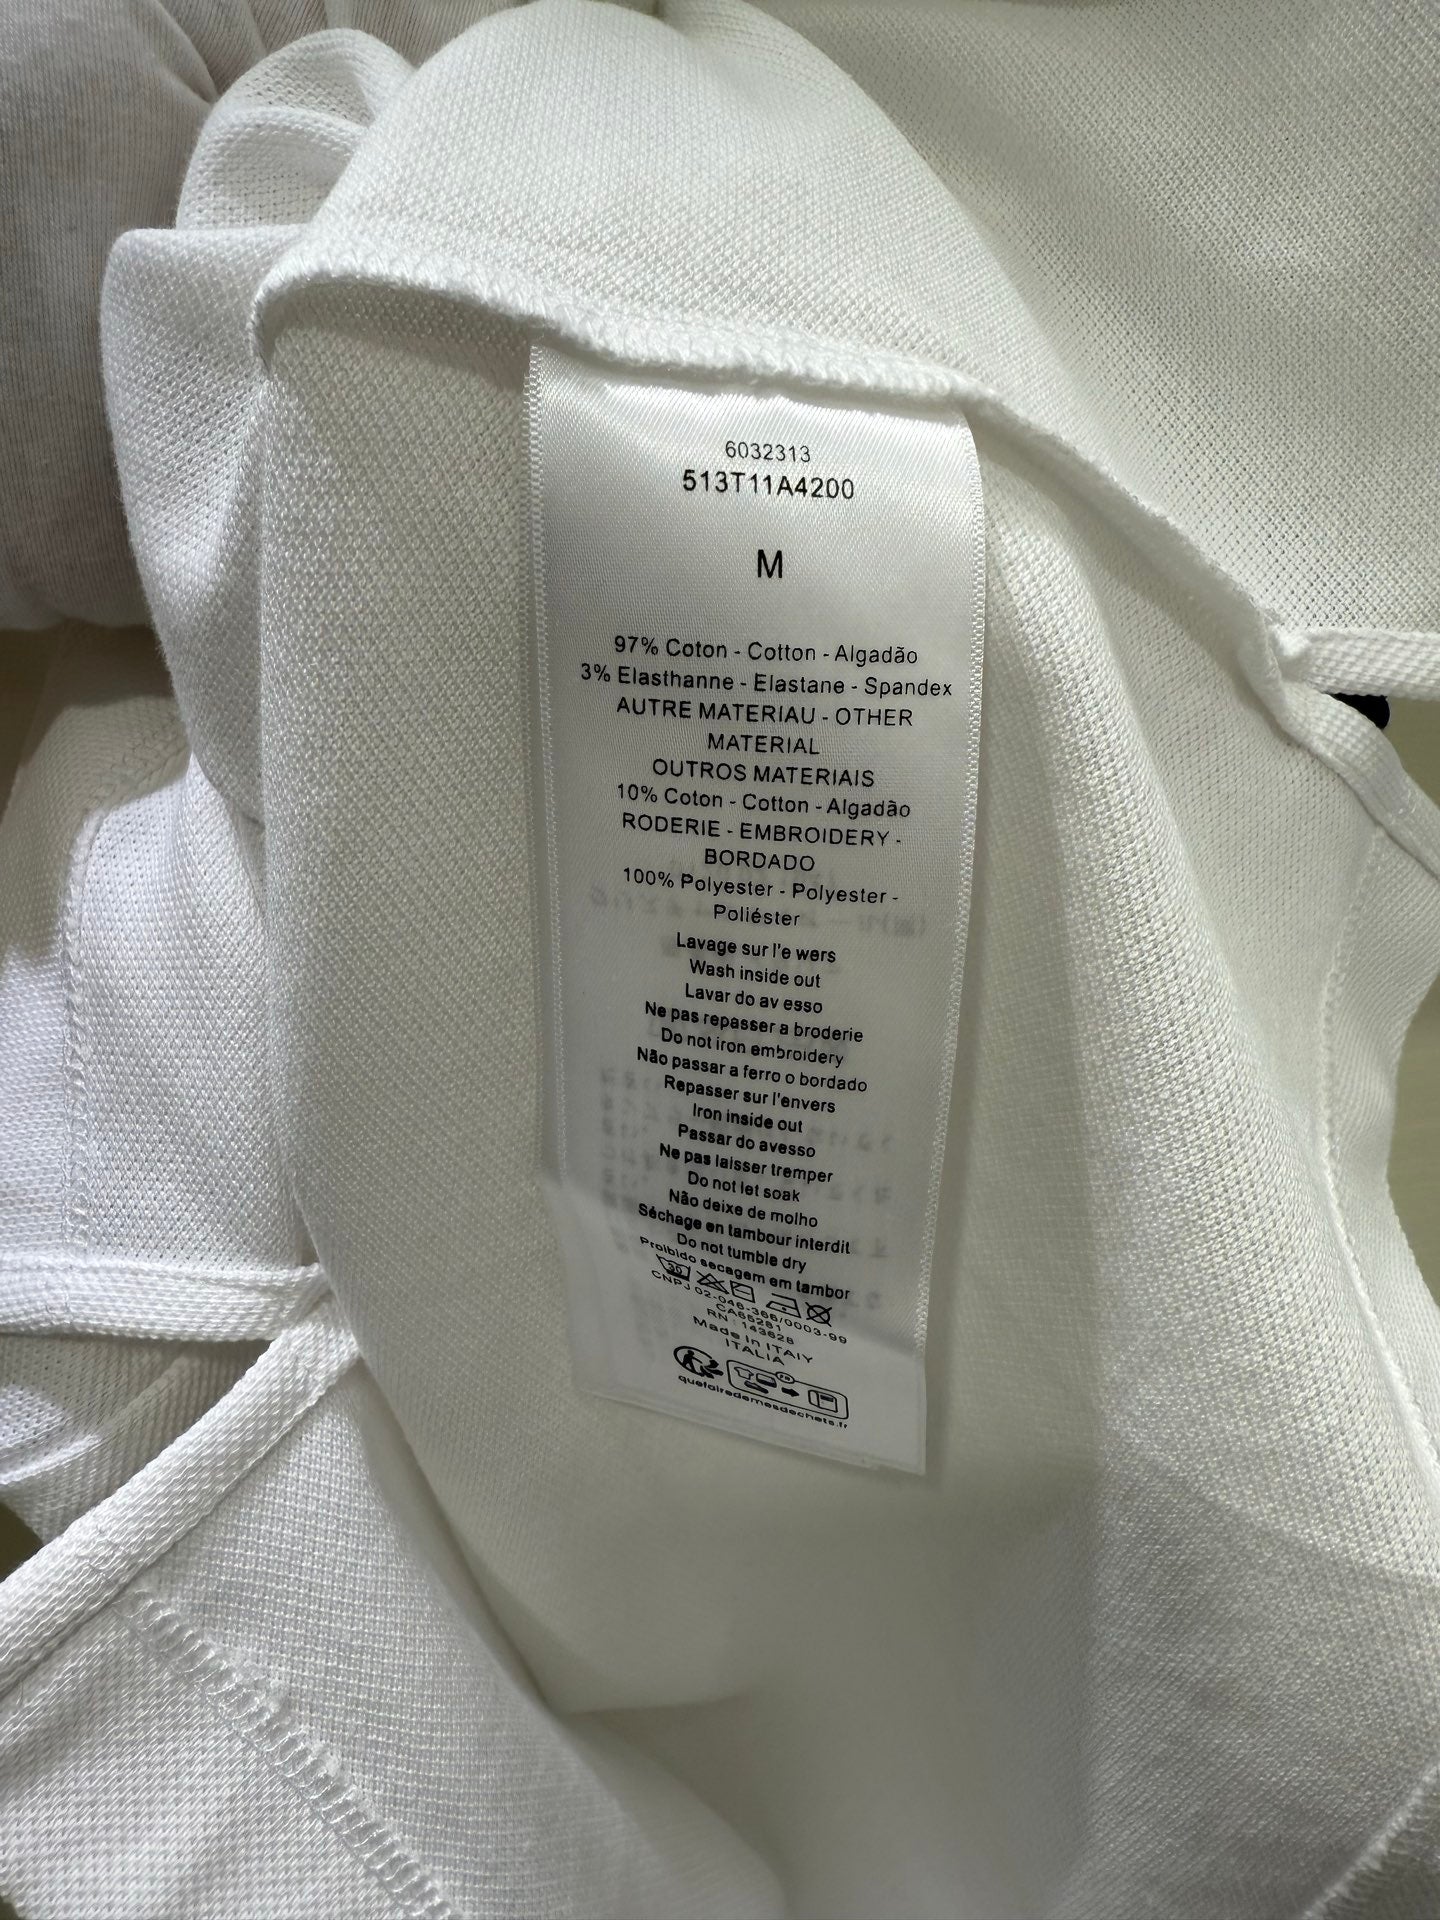 6032313
513T11A4200
M
97% Coton - Cotton - Algadão
3% Elasthanne - Elastane - Spandex
AUTRE MATERIAU - OTHER
MATERIAL
OUTROS MATERIAIS
10% Coton - Cotton - Algadão
RODERIE - EMBROIDERY -
BORDADO
100% Polyester - Polyester -
Poliéster
Lavage sur l'e wers
Wash inside out
Lavar do av esso
Ne pas repasser a broderie
Do not iron embroidery
Não passar a ferro o bordado
Repasser sur l'envers
Iron inside out
Passar do avesso
Ne pas laisser tremper
Do not let soak
Não deixe de molho
Séchage en tambour interdit
Do not tumble dry
Proibido secagem em tambor
30
CNPJ 02-046-366/0003-99
CA65281
RN : 143628
Made in ITAIY
ITALIA
FR
quefairedemesdechets.fr